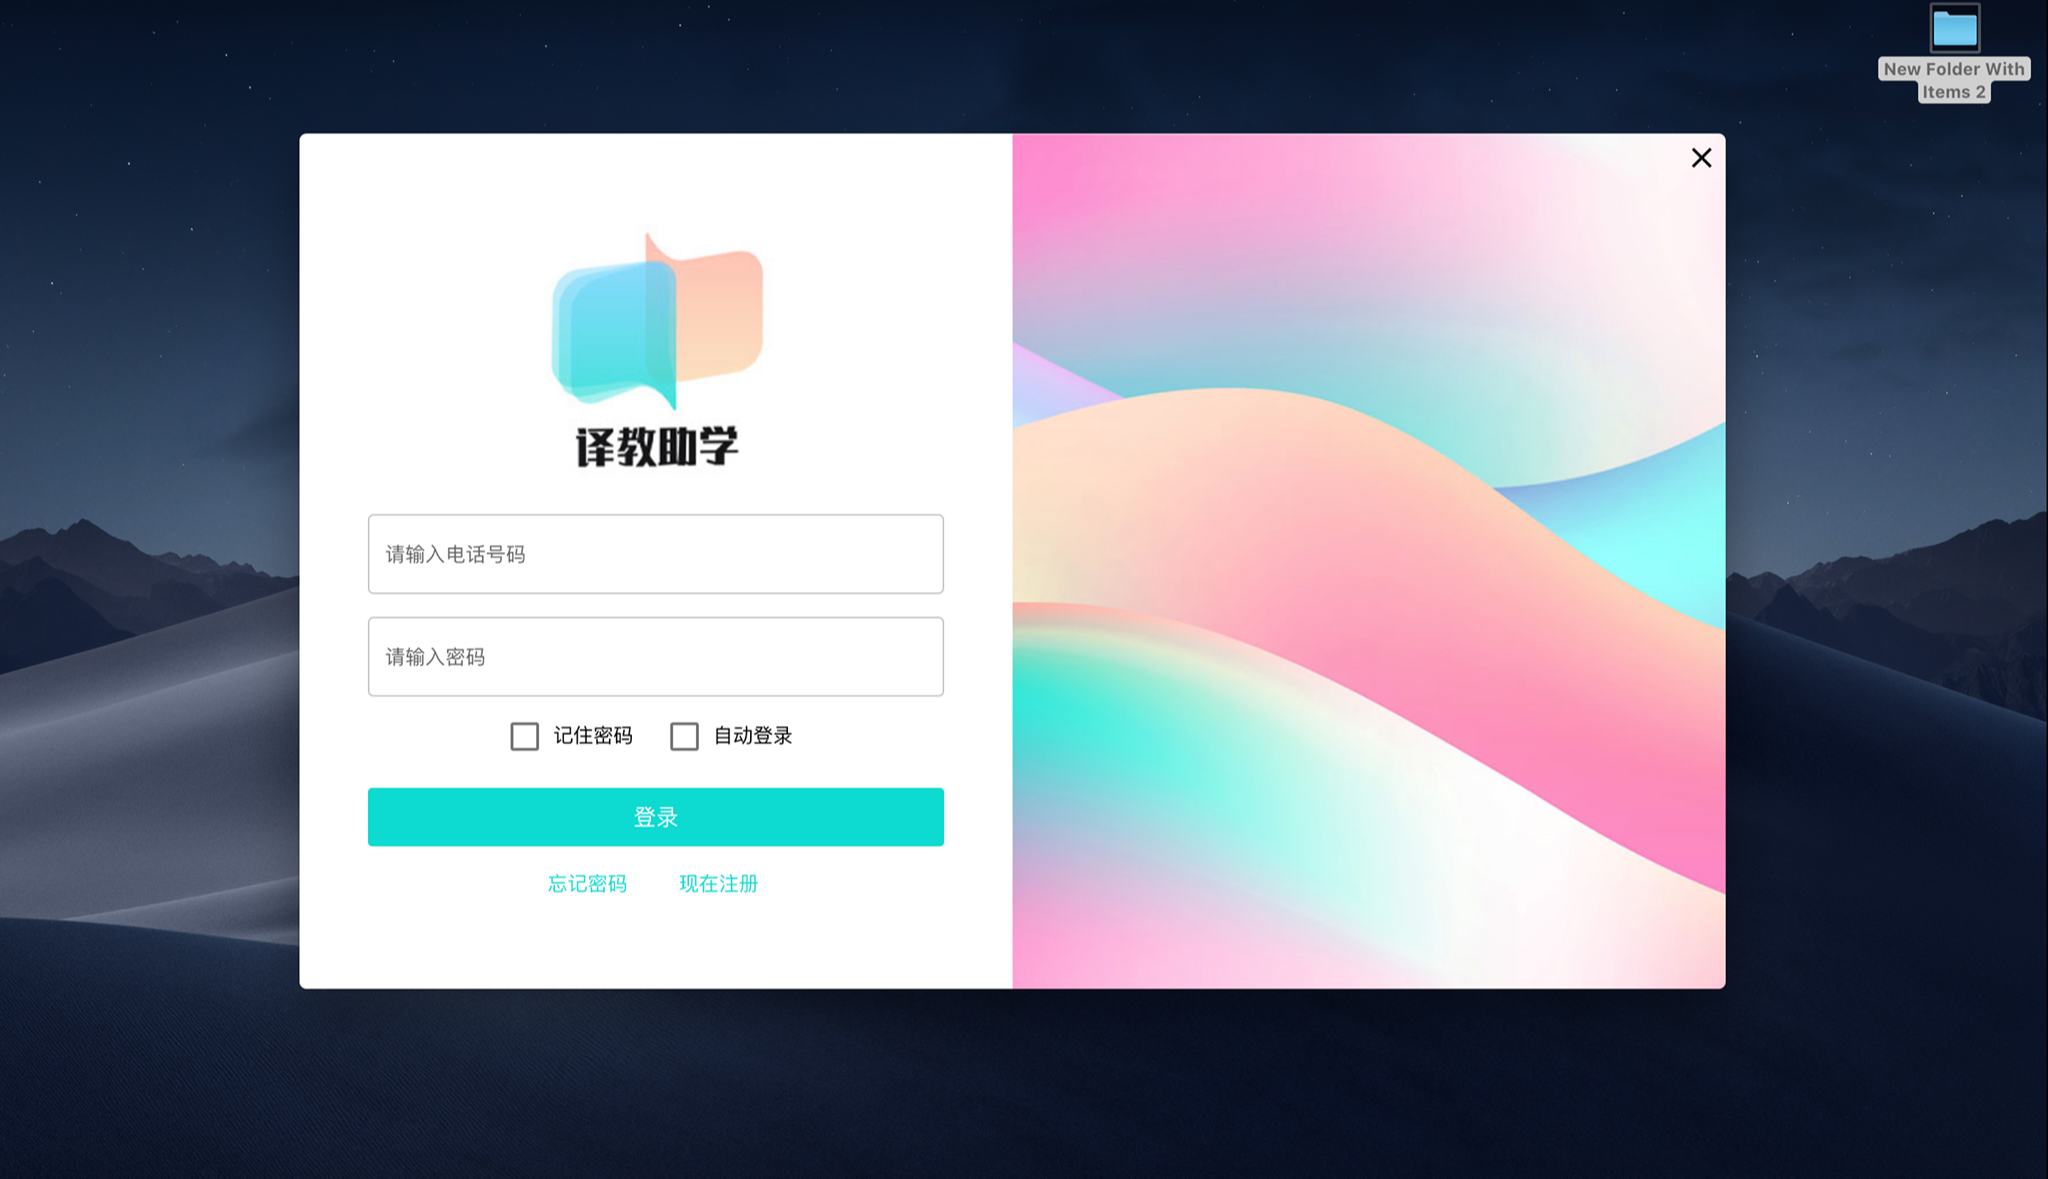 New Folder With
Items 2
译教助学
请输入电话号码
请输入密码
记住密码 自动登录
登录
忘记密码 现在注册